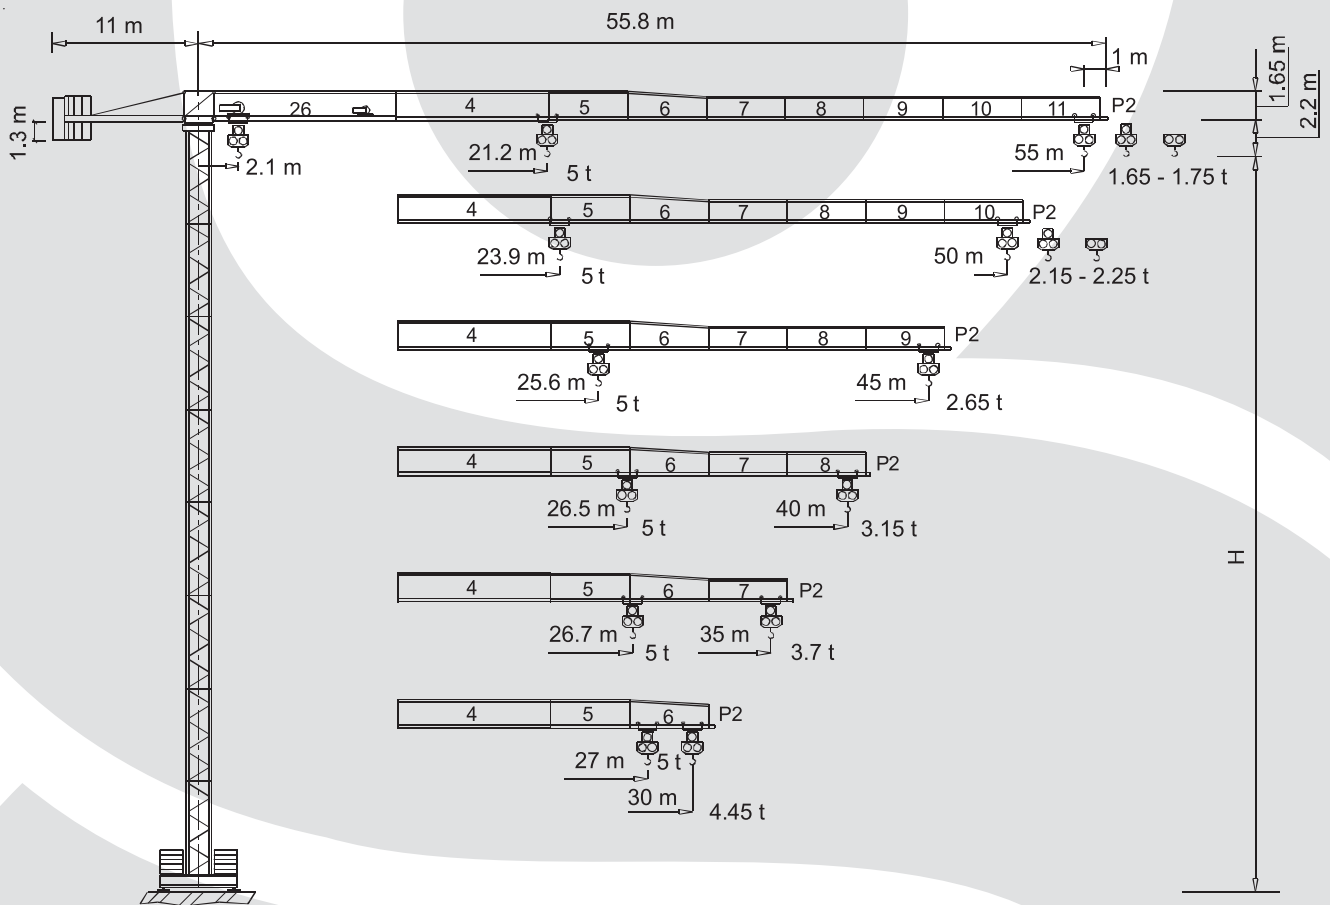 11 m
55.8 m
1 m
1.65 m
2.2 m
26
4
5
6
7
8
9
10
11
P2
1.3 m
2.1 m
21.2 m
5 t
55 m
1.65 - 1.75 t
4
5
6
7
8
9
10
P2
23.9 m
5 t
50 m
2.15 - 2.25 t
4
5
6
7
8
9
P2
25.6 m
5 t
45 m
2.65 t
4
5
6
7
8
P2
26.5 m
5 t
40 m
3.15 t
H
4
5
6
7
P2
26.7 m
5 t
35 m
3.7 t
4
5
6
P2
27 m
5 t
30 m
4.45 t